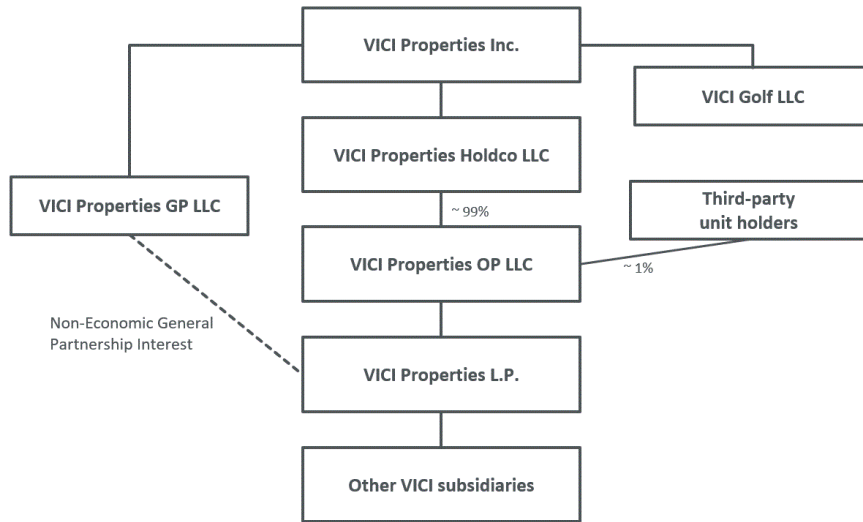 VICI Properties Inc.
VICI Golf LLC
VICI Properties Holdco LLC
VICI Properties GP LLC
Third-party
unit holders
~ 99%
VICI Properties OP LLC
~ 1%
Non-Economic General
Partnership Interest
VICI Properties L.P.
Other VICI subsidiaries